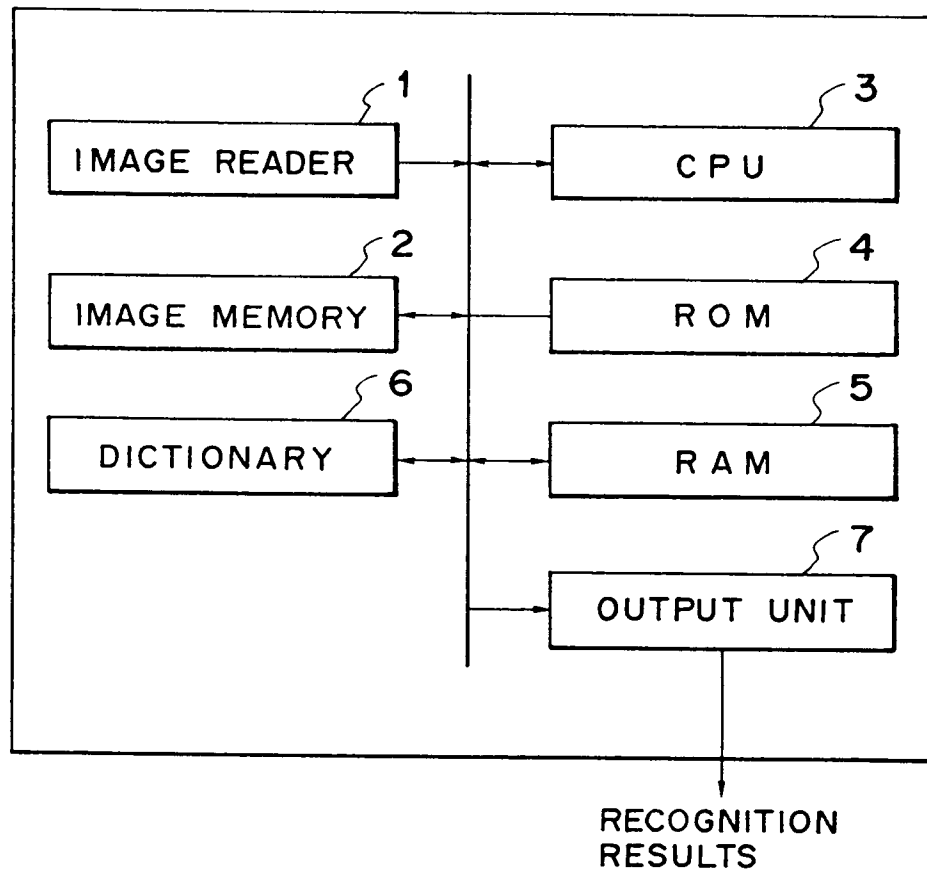 1
IMAGE READER
3
CPU
2
IMAGE MEMORY
4
ROM
6
DICTIONARY
5
RAM
7
OUTPUT UNIT
RECOGNITION
RESULTS